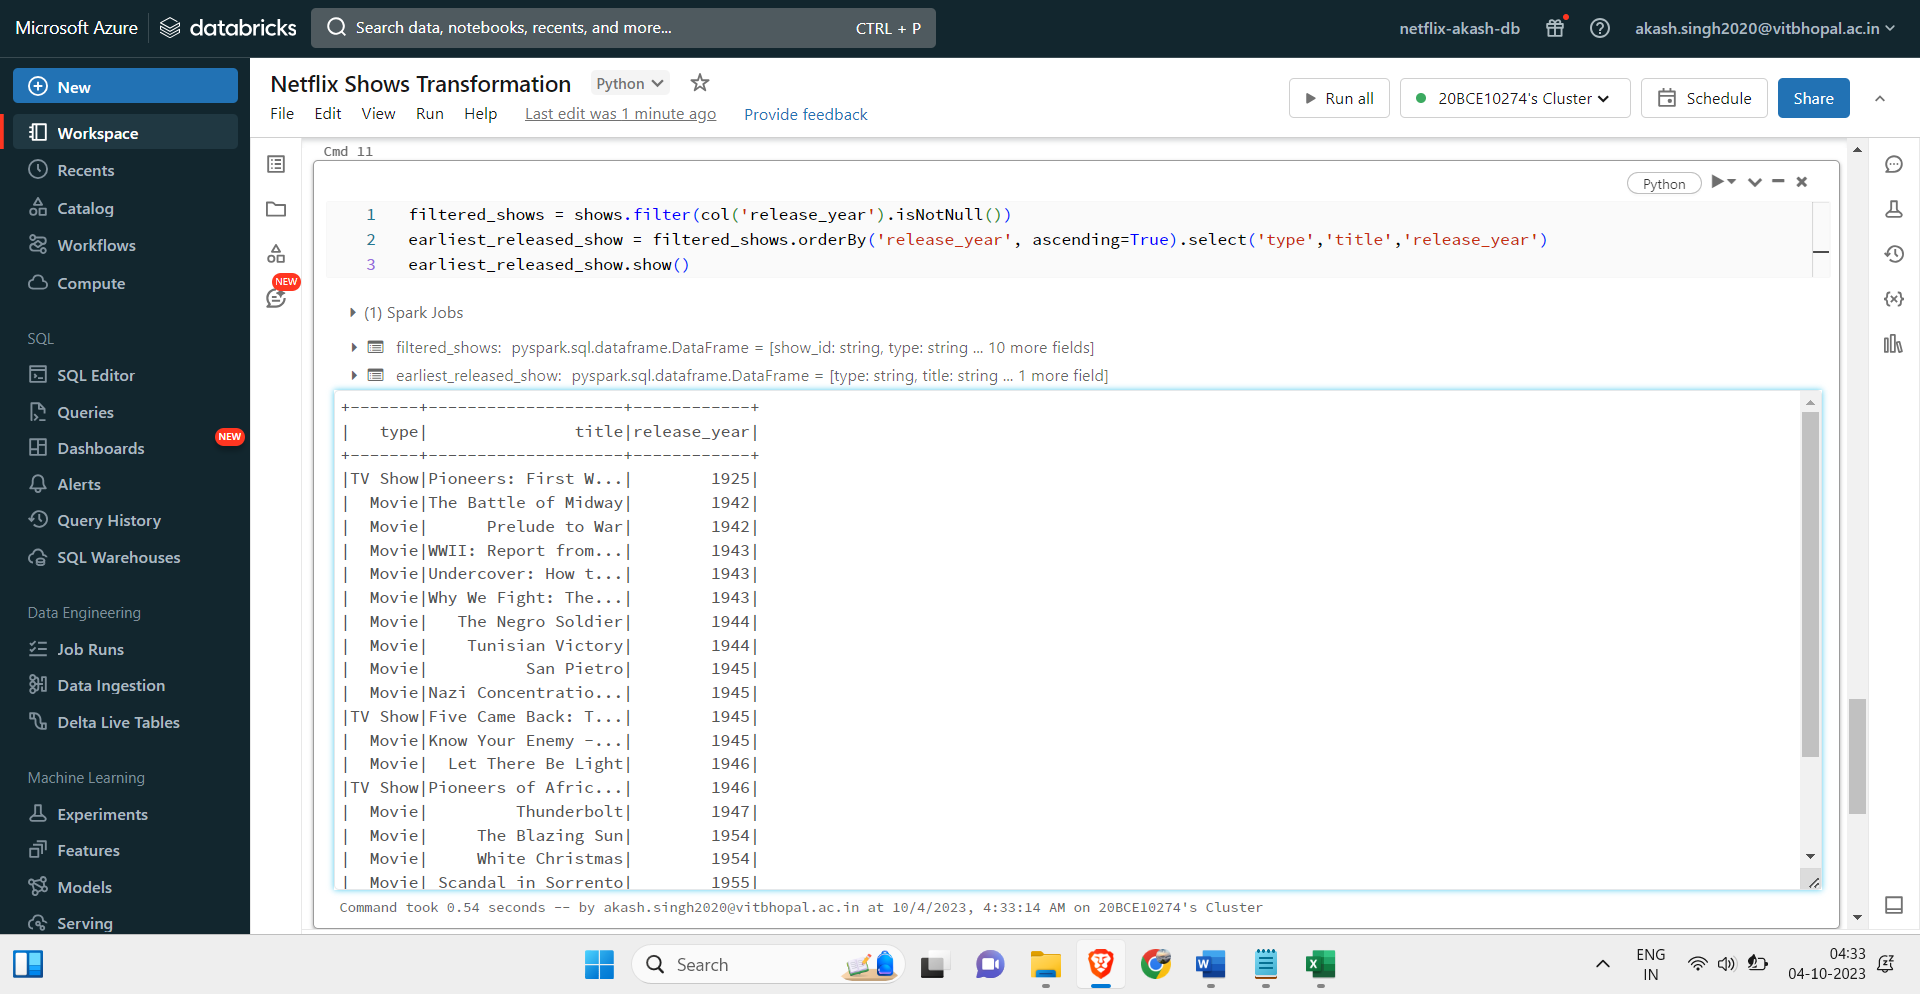 Microsoft Azure
databricks
Search data, notebooks, recents, and more...
CTRL + P
netflix-akash-db
akash.singh2020@vitbhopal.ac.in
New
Workspace
Recents
Catalog
Workflows
Compute
SQL
SQL Editor
Queries
Dashboards
NEW
Alerts
Query History
SQL Warehouses
Data Engineering
Job Runs
Data Ingestion
Delta Live Tables
Machine Learning
Experiments
Features
Models
Serving
Netflix Shows Transformation
Python
File Edit View Run Help Last edit was 1 minute ago Provide feedback
Run all
20BCE10274's Cluster
Schedule
Share
NEW
Cmd 11
Python
1 filtered_shows = shows.filter(col('release_year').isNotNull())
2 earliest_released_show = filtered_shows.orderBy('release_year', ascending=True).select('type','title','release_year')
3 earliest_released_show.show()
(1) Spark Jobs
filtered_shows: pyspark.sql.dataframe.DataFrame = [show_id: string, type: string ... 10 more fields]
earliest_released_show: pyspark.sql.dataframe.DataFrame = [type: string, title: string ... 1 more field]
+-------+--------------------+------------+
|   type|               title|release_year|
+-------+--------------------+------------+
|TV Show|Pioneers: First W...|        1925|
|  Movie|The Battle of Midway|        1942|
|  Movie|      Prelude to War|        1942|
|  Movie|WWII: Report from...|        1943|
|  Movie|Undercover: How t...|        1943|
|  Movie|Why We Fight: The...|        1943|
|  Movie|   The Negro Soldier|        1944|
|  Movie|    Tunisian Victory|        1944|
|  Movie|          San Pietro|        1945|
|  Movie|Nazi Concentratio...|        1945|
|TV Show|Five Came Back: T...|        1945|
|  Movie|Know Your Enemy -...|        1945|
|  Movie|  Let There Be Light|        1946|
|TV Show|Pioneers of Afric...|        1946|
|  Movie|         Thunderbolt|        1947|
|  Movie|     The Blazing Sun|        1954|
|  Movie|     White Christmas|        1954|
|  Movie| Scandal in Sorrento|        1955|
Command took 0.54 seconds -- by akash.singh2020@vitbhopal.ac.in at 10/4/2023, 4:33:14 AM on 20BCE10274's Cluster
Search
ENG
IN
04:33
04-10-2023